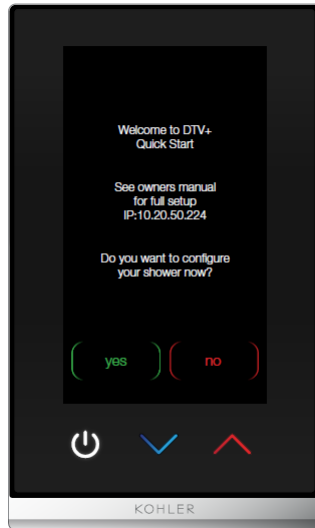 Welcome to DTV+
Quick Start
See owners manual
for full setup
IP:10.20.50.224
Do you want to configure
your shower now?
yes
no
KOHLER